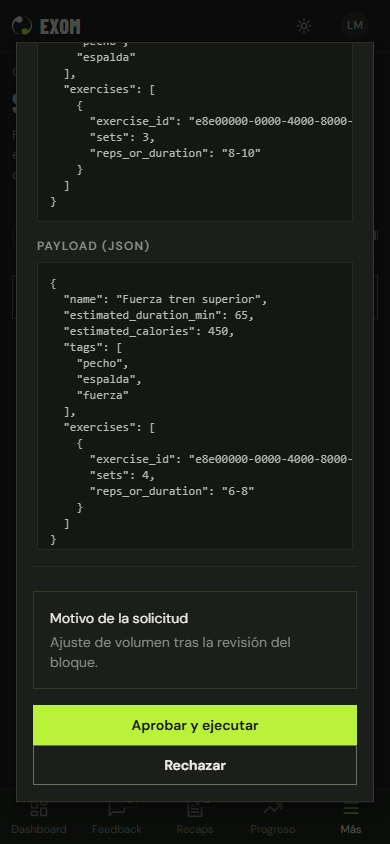 EXOM
LM
"pecho",
"espalda"
],
"exercises": [
{
"exercise_id": "e8e00000-0000-4000-8000-
"sets": 3,
"reps_or_duration": "8-10"
}
]
}
PAYLOAD (JSON)
{
"name": "Fuerza tren superior",
"estimated_duration_min": 65,
"estimated_calories": 450,
"tags": [
"pecho",
"espalda",
"fuerza"
],
"exercises": [
{
"exercise_id": "e8e00000-0000-4000-8000-
"sets": 4,
"reps_or_duration": "6-8"
}
]
}
Motivo de la solicitud
Ajuste de volumen tras la revisión del
bloque.
Aprobar y ejecutar
Rechazar
Dashboard Feedback Recaps Progreso Más